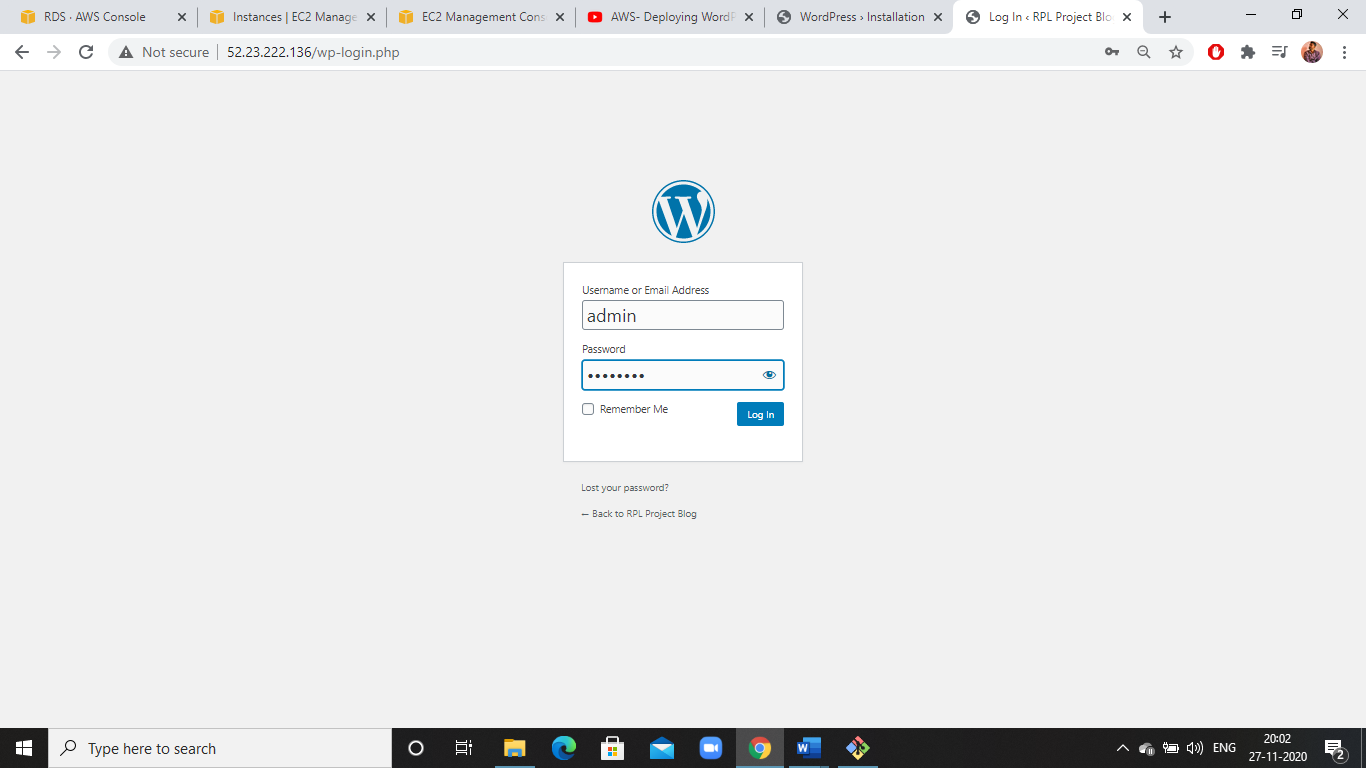 RDS · AWS Console
Instances | EC2 Manage
EC2 Management Cons
AWS- Deploying WordP
WordPress › Installation
Log In ‹ RPL Project Blo
Not secure
52.23.222.136/wp-login.php
Username or Email Address
admin
Password
••••••••
Remember Me
Log In
Lost your password?
← Back to RPL Project Blog
Type here to search
ENG
20:02
27-11-2020
2